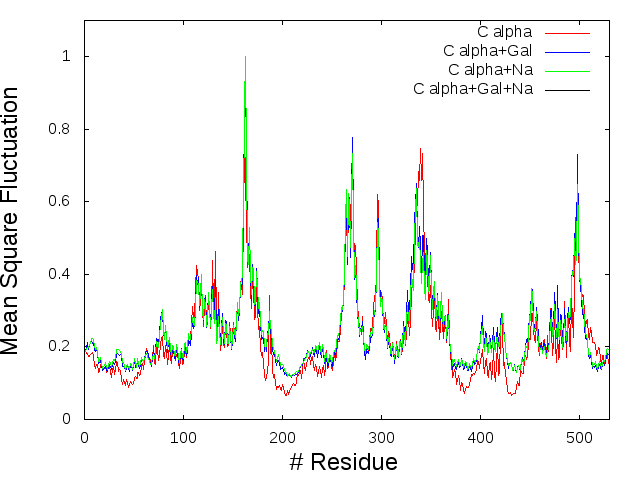 C alpha
C alpha+Gal
C alpha+Na
C alpha+Gal+Na
Mean Square Fluctuation
1
0.8
0.6
0.4
0.2
0
0 100 200 300 400 500
# Residue